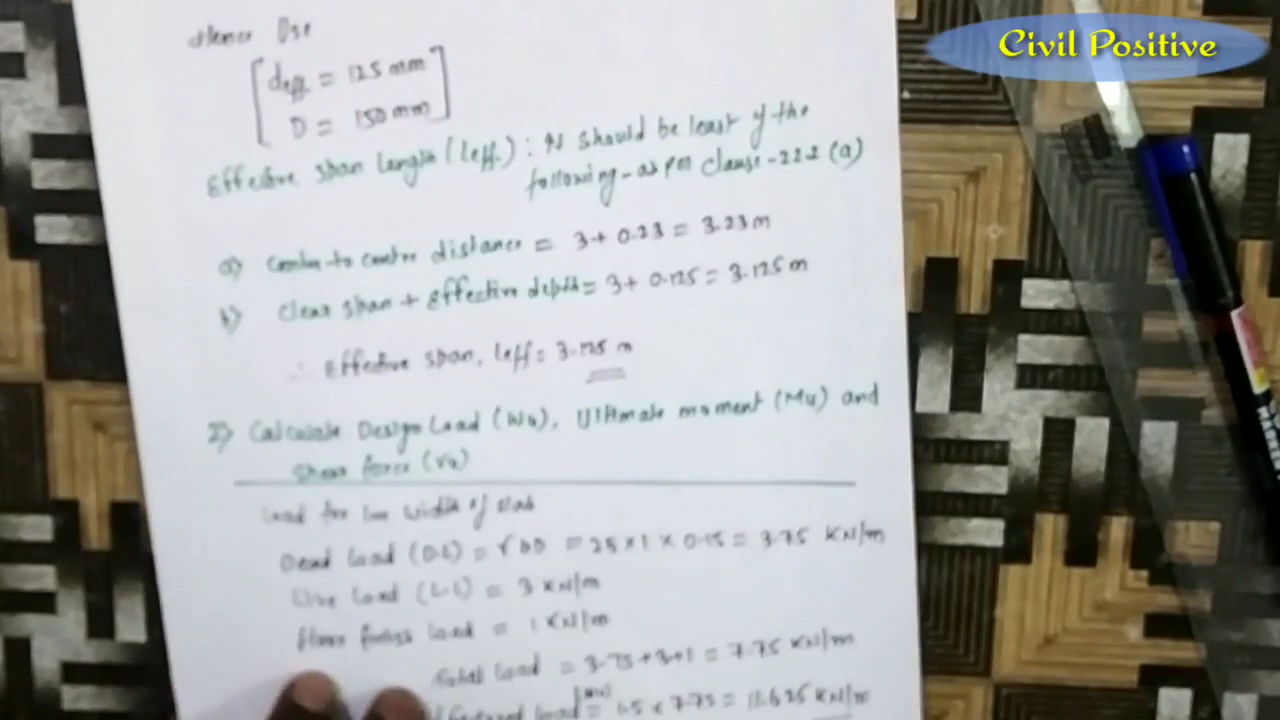 Civil Positive
Hence Use
deff = 125 mm
D = 150 mm
Effective span length (leff.) : It should be least of the
following - as per clause - 22.2 (a)
a) Center to centre distance = 3 + 0.23 = 3.23 m
b) Clear span + Effective depth = 3 + 0.125 = 3.125 m
∴ Effective span, leff = 3.125 m
2) Calculate Design Load (Wu), Ultimate moment (Mu) and
Shear force (Vu)
Load for 1m width of slab
Dead Load (D.L) = γbD = 25 × 1 × 0.15 = 3.75 KN/m
Live Load (L.L) = 3 KN/m
floor finish load = 1 KN/m
Total load = 3.75+3+1 = 7.75 KN/m
factored load (Wu) = 1.5 × 7.75 = 11.625 KN/m